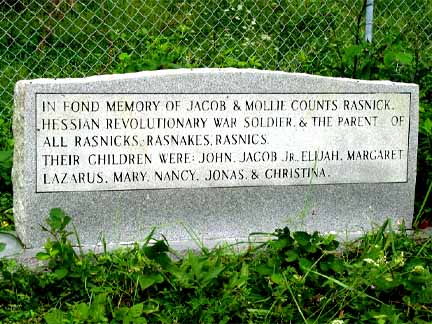 IN FOND MEMORY OF JACOB & MOLLIE COUNTS RASNICK.
HESSIAN REVOLUTIONARY WAR SOLDIER, & THE PARENT OF
ALL RASNICKS, RASNAKES, RASNICS.
THEIR CHILDREN WERE: JOHN, JACOB JR., ELIJAH, MARGARET
LAZARUS, MARY, NANCY, JONAS, & CHRISTINA.